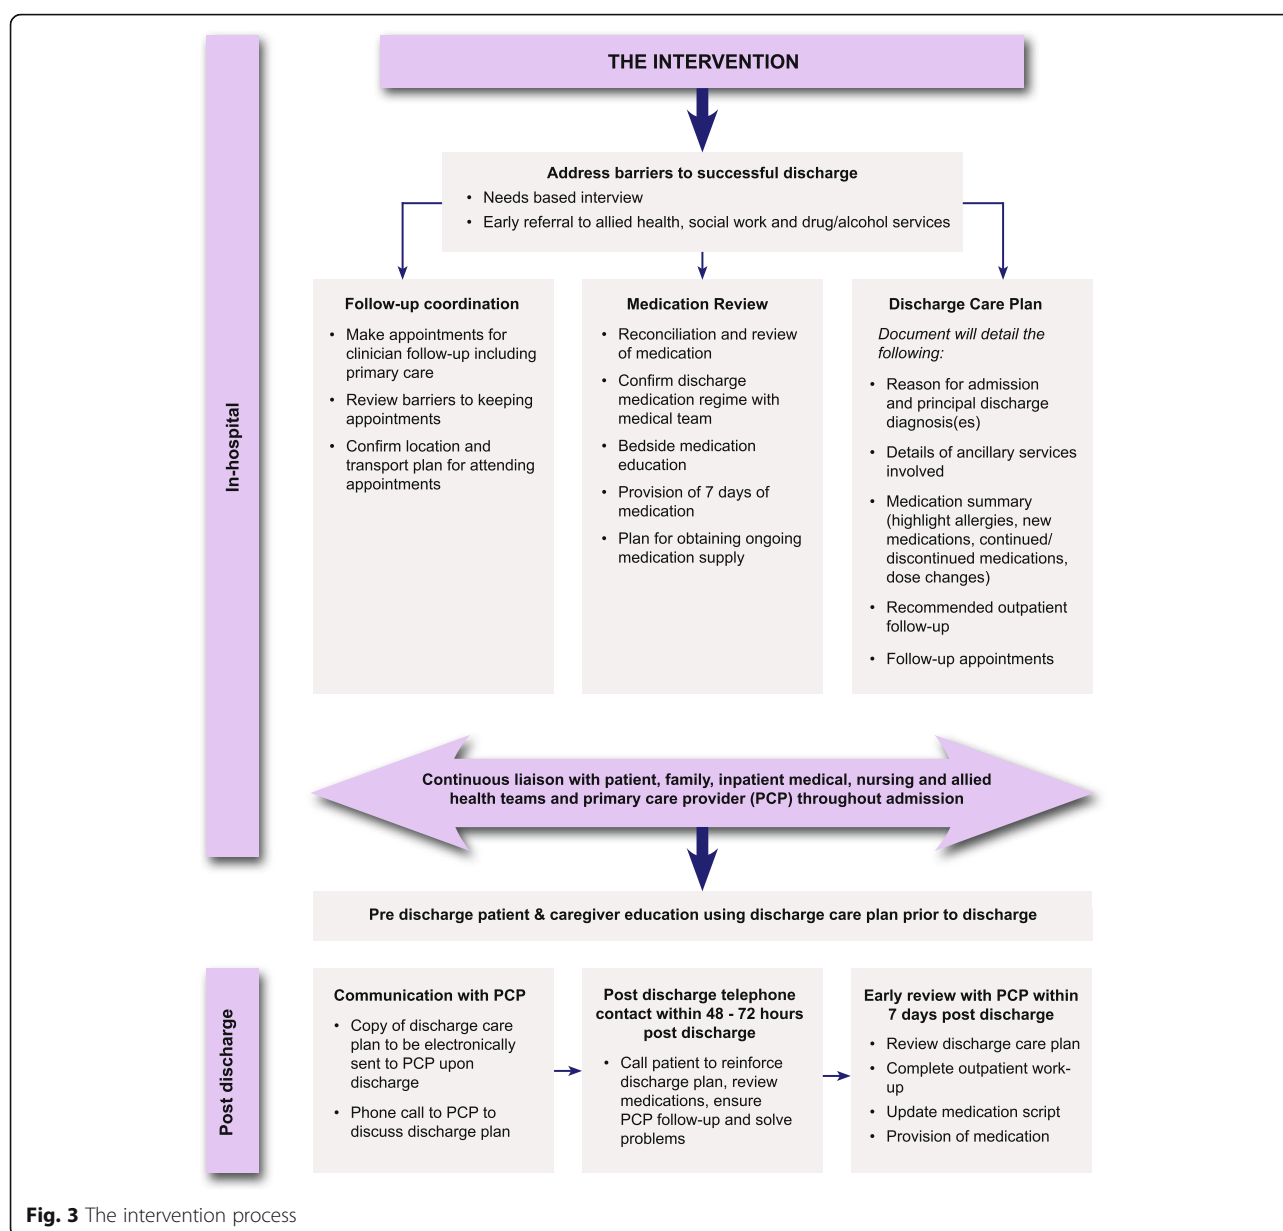 THE INTERVENTION
In-hospital
Address barriers to successful discharge
• Needs based interview
• Early referral to allied health, social work and drug/alcohol services
Follow-up coordination
• Make appointments for
clinician follow-up including
primary care
• Review barriers to keeping
appointments
• Confirm location and
transport plan for attending
appointments
Medication Review
• Reconciliation and review
of medication
• Confirm discharge
medication regime with
medical team
• Bedside medication
education
• Provision of 7 days of
medication
• Plan for obtaining ongoing
medication supply
Discharge Care Plan
Document will detail the
following:
• Reason for admission
and principal discharge
diagnosis(es)
• Details of ancillary services
involved
• Medication summary
(highlight allergies, new
medications, continued/
discontinued medications,
dose changes)
• Recommended outpatient
follow-up
• Follow-up appointments
Continuous liaison with patient, family, inpatient medical, nursing and allied
health teams and primary care provider (PCP) throughout admission
Pre discharge patient & caregiver education using discharge care plan prior to discharge
Post discharge
Communication with PCP
• Copy of discharge care
plan to be electronically
sent to PCP upon
discharge
• Phone call to PCP to
discuss discharge plan
Post discharge telephone
contact within 48 - 72 hours
post discharge
• Call patient to reinforce
discharge plan, review
medications, ensure
PCP follow-up and solve
problems
Early review with PCP within
7 days post discharge
• Review discharge care plan
• Complete outpatient work-
up
• Update medication script
• Provision of medication
Fig. 3 The intervention process